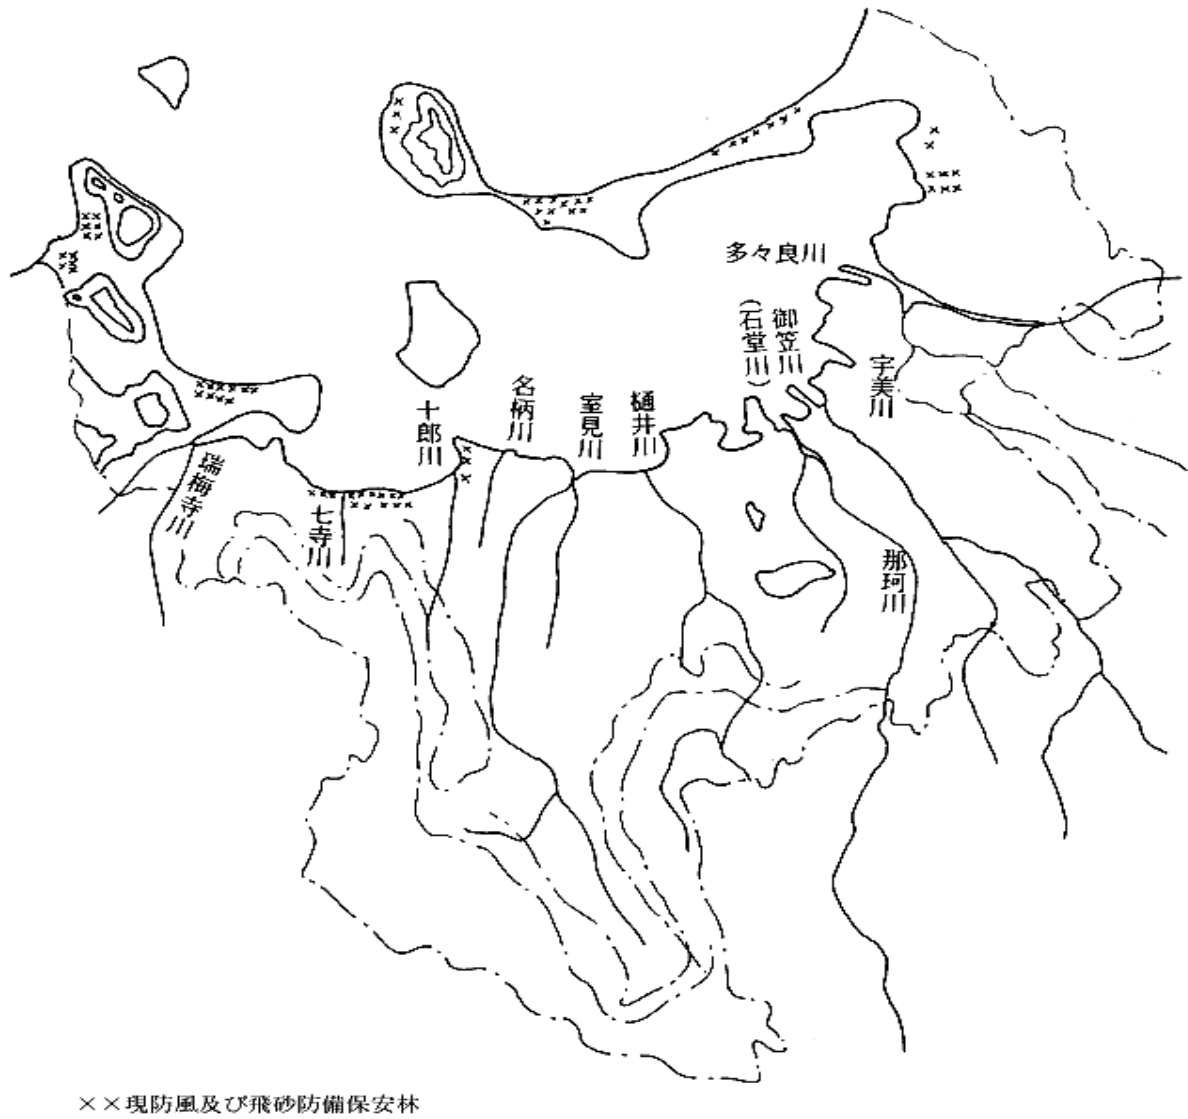 多々良川
御笠川
(石堂川)
宇美川
名柄川
樋井川
室見川
十郎川
瑞梅寺川
七寺川
那珂川
××現防風及び飛砂防備保安林